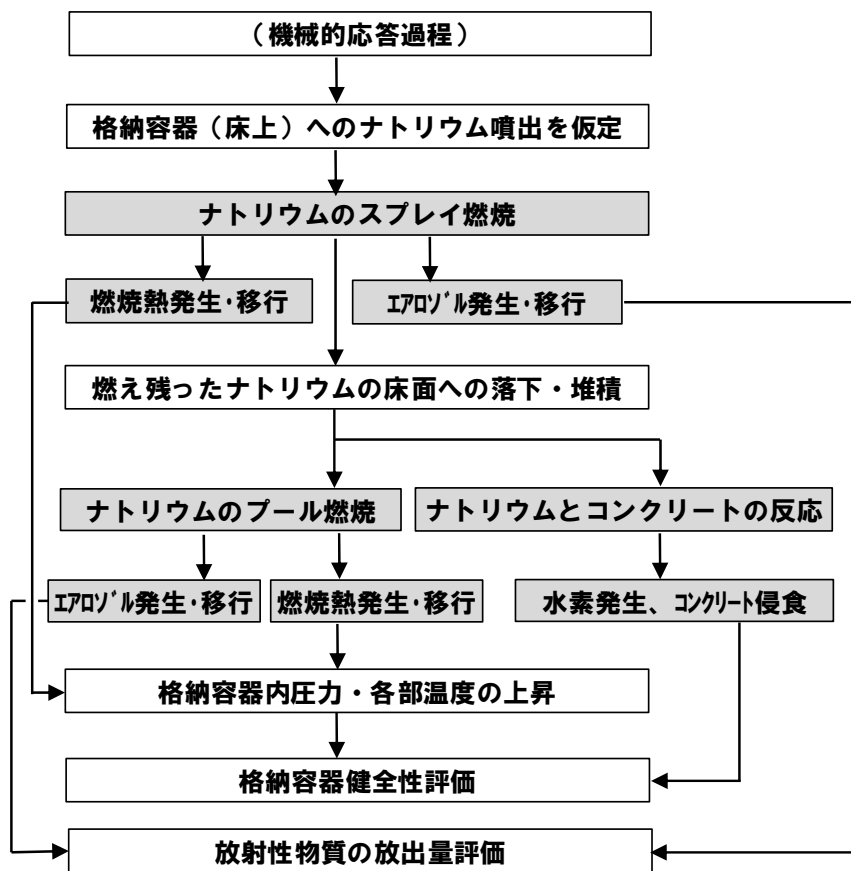 （機械的応答過程）
格納容器（床上）へのナトリウム噴出を仮定
ナトリウムのスプレイ燃焼
燃焼熱発生・移行
ｴｱﾛｿﾞﾙ発生・移行
燃え残ったナトリウムの床面への落下・堆積
ナトリウムのプール燃焼
ナトリウムとコンクリートの反応
ｴｱﾛｿﾞﾙ発生・移行
燃焼熱発生・移行
水素発生、ｺﾝｸﾘｰﾄ侵食
格納容器内圧力・各部温度の上昇
格納容器健全性評価
放射性物質の放出量評価